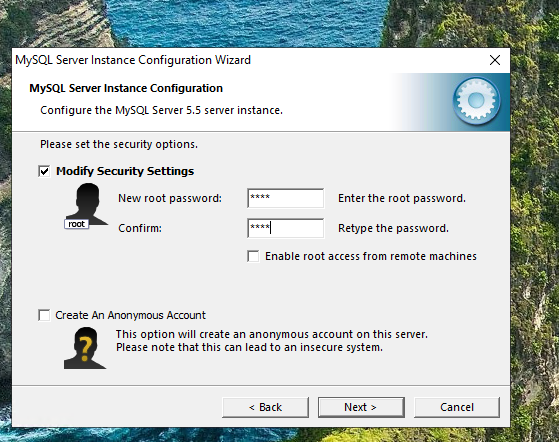 MySQL Server Instance Configuration Wizard
MySQL Server Instance Configuration
Configure the MySQL Server 5.5 server instance.
Please set the security options.
Modify Security Settings
root
New root password: **** Enter the root password.
Confirm: **** Retype the password.
Enable root access from remote machines
Create An Anonymous Account
This option will create an anonymous account on this server.
Please note that this can lead to an insecure system.
< Back Next > Cancel